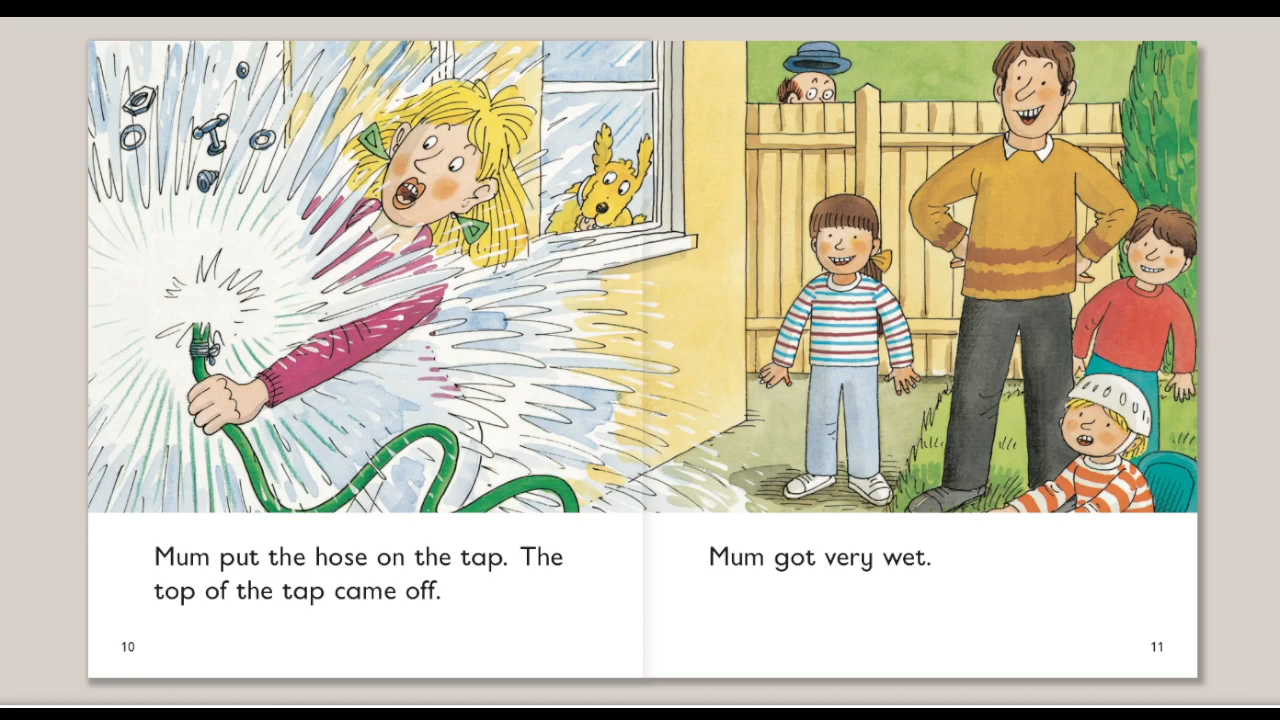 Mum put the hose on the tap. The
top of the tap came off.
10
Mum got very wet.
11